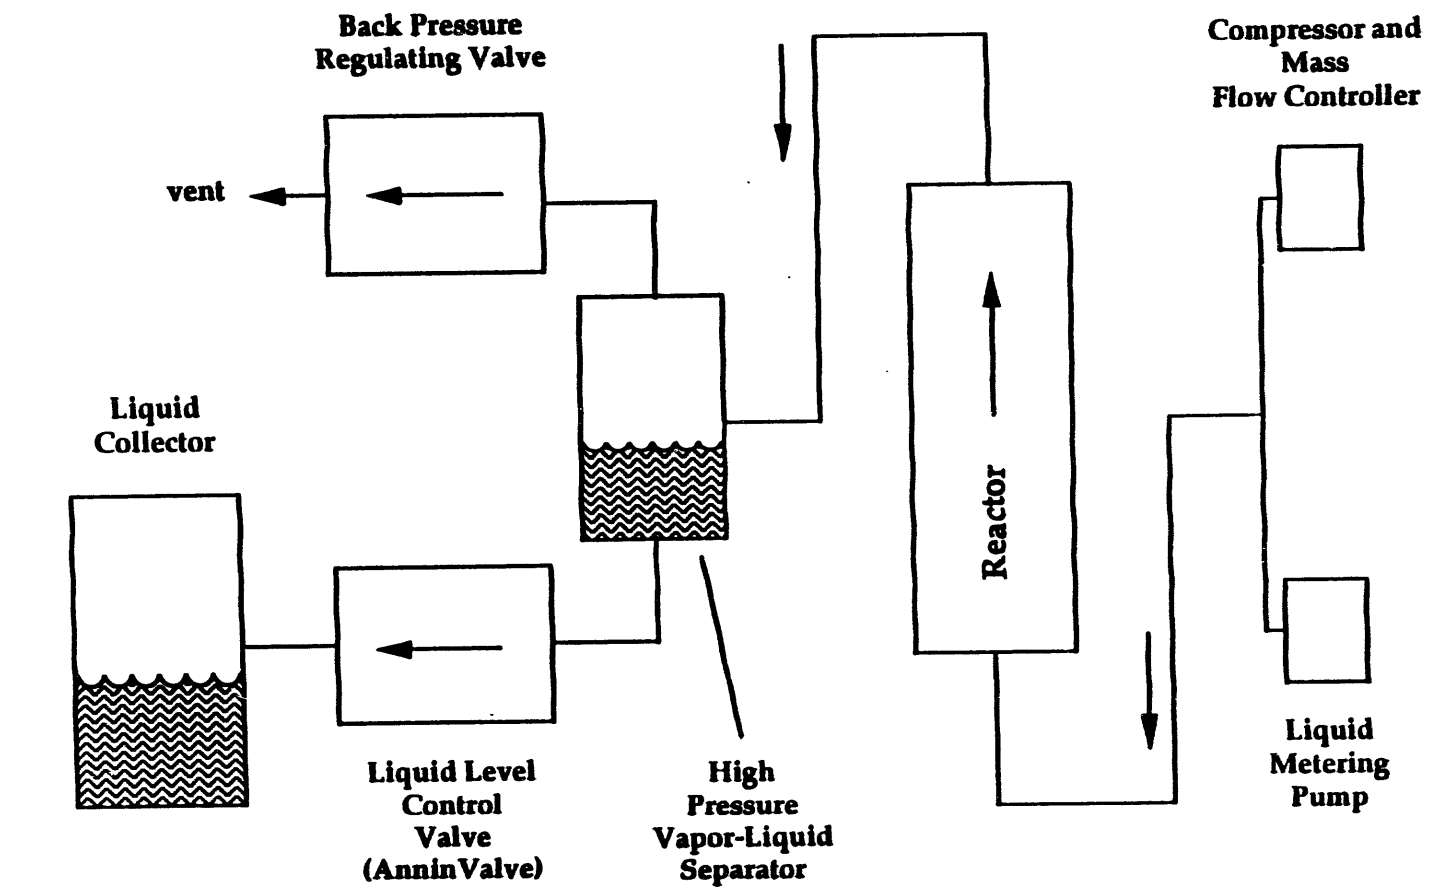 Back Pressure
Regulating Valve
Compressor and
Mass
Flow Controller
vent
Liquid
Collector
Reactor
Liquid Level
Control
Valve
(AnninValve)
High
Pressure
Vapor-Liquid
Separator
Liquid
Metering
Pump